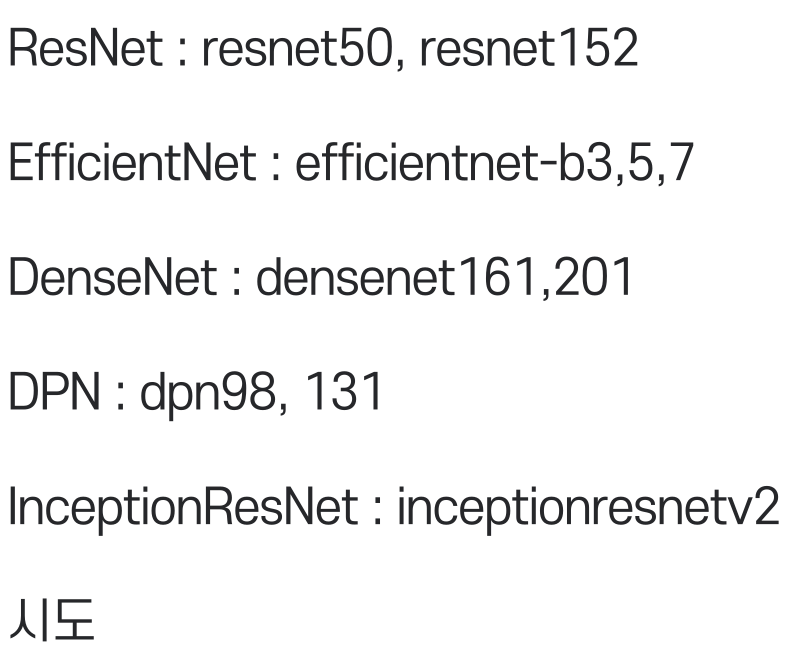 ResNet : resnet50, resnet152
EfficientNet : efficientnet-b3,5,7
DenseNet : densenet161,201
DPN : dpn98, 131
InceptionResNet : inceptionresnetv2
시도